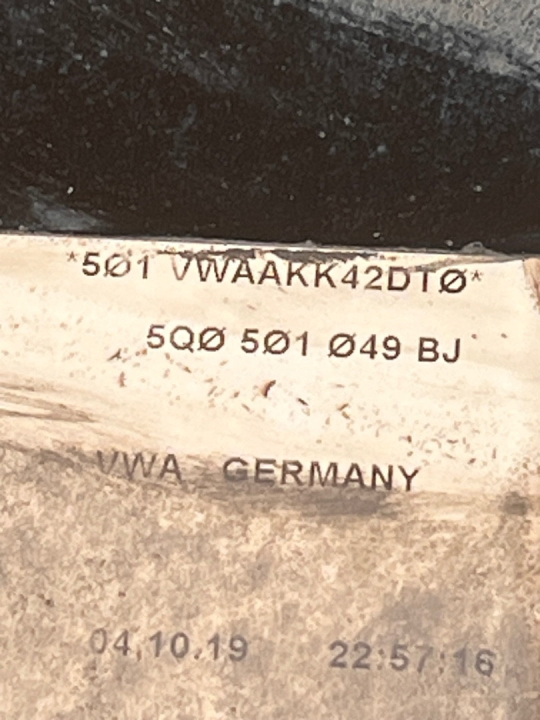 *5Ø1 VWAAKK42DTØ*
5QØ 5Ø1 Ø49 BJ
VWA GERMANY
04.10.19 22:57:16